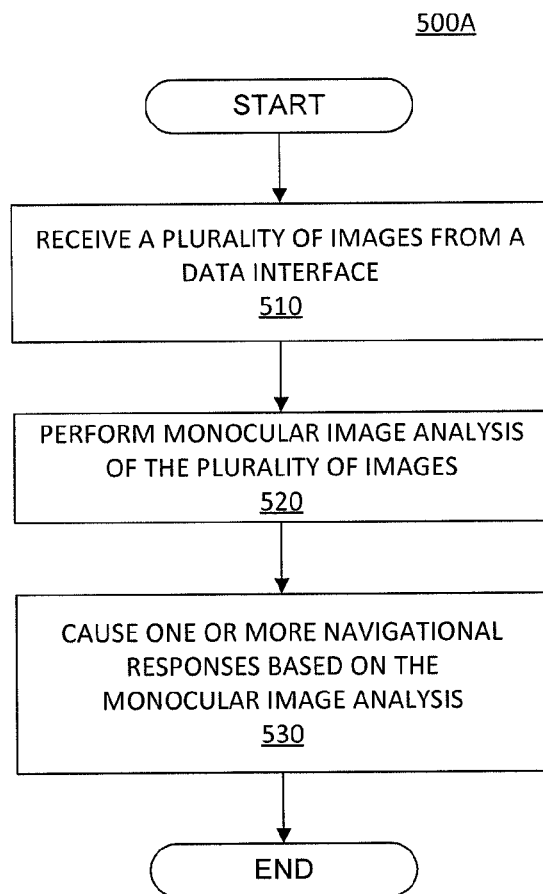 500A
START
RECEIVE A PLURALITY OF IMAGES FROM A
DATA INTERFACE
510
PERFORM MONOCULAR IMAGE ANALYSIS
OF THE PLURALITY OF IMAGES
520
CAUSE ONE OR MORE NAVIGATIONAL
RESPONSES BASED ON THE
MONOCULAR IMAGE ANALYSIS
530
END